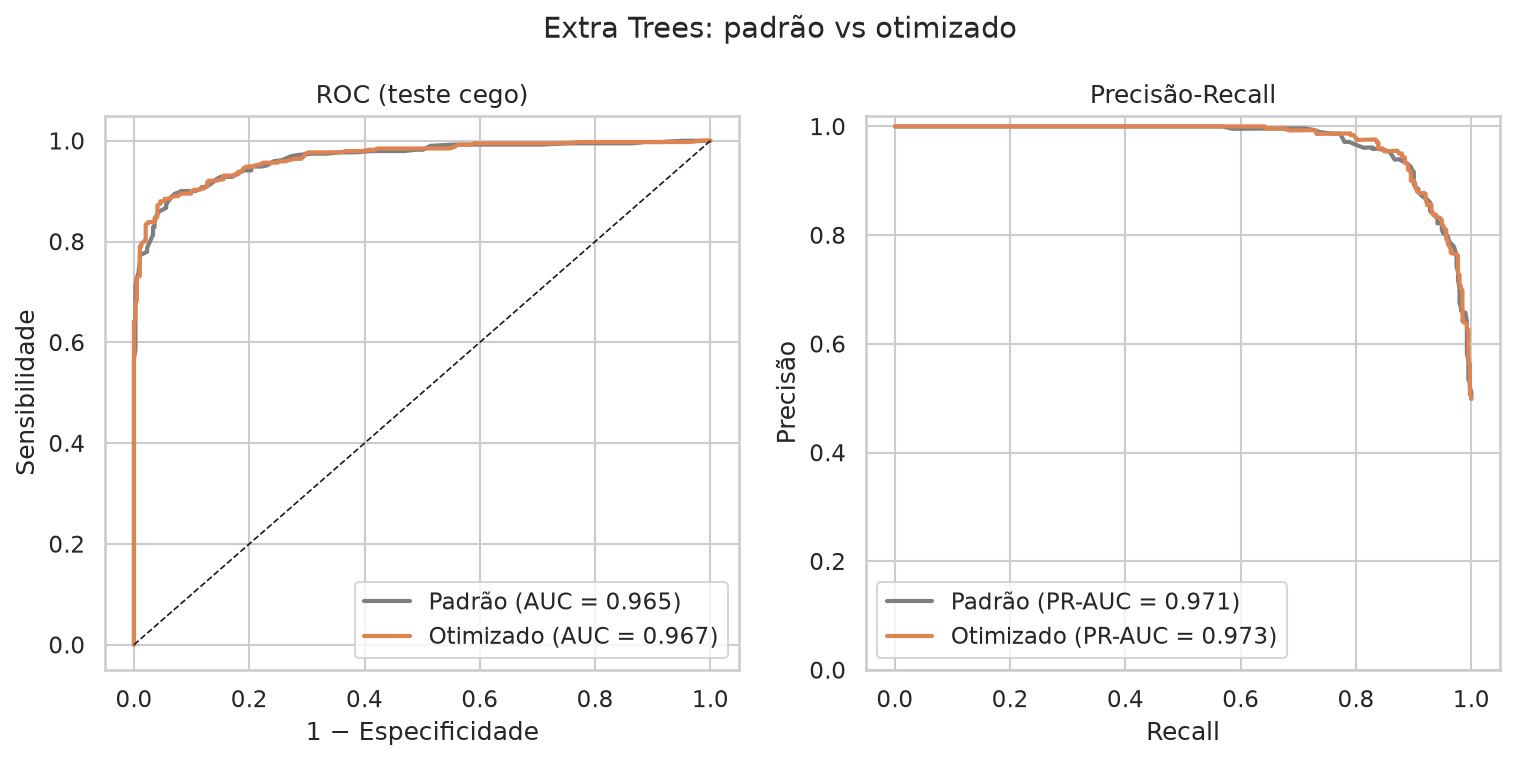 Extra Trees: padrão vs otimizado
ROC (teste cego)
Sensibilidade
1.0
0.8
0.6
0.4
0.2
0.0
Padrão (AUC = 0.965)
Otimizado (AUC = 0.967)
0.0 0.2 0.4 0.6 0.8 1.0
1 − Especificidade
Precisão-Recall
Precisão
1.0
0.8
0.6
0.4
0.2
0.0
Padrão (PR-AUC = 0.971)
Otimizado (PR-AUC = 0.973)
0.0 0.2 0.4 0.6 0.8 1.0
Recall